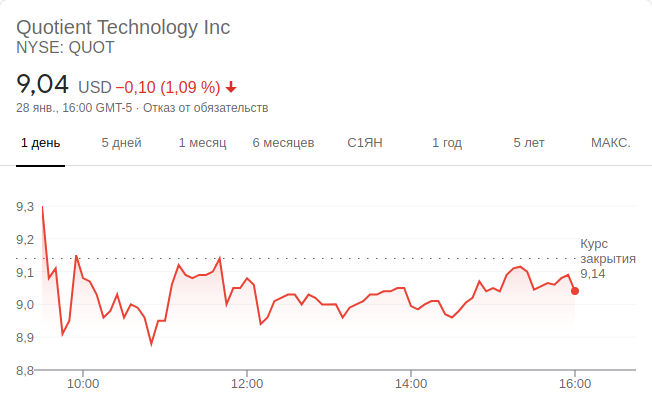 Quotient Technology Inc
NYSE: QUOT
9,04 USD −0,10 (1,09 %)
28 янв., 16:00 GMT-5 · Отказ от обязательств
1 день 5 дней 1 месяц 6 месяцев С1ЯН 1 год 5 лет МАКС.
9,3
9,2
9,1
9,0
8,9
8,8
Курс
закрытия
9,14
10:00 12:00 14:00 16:00